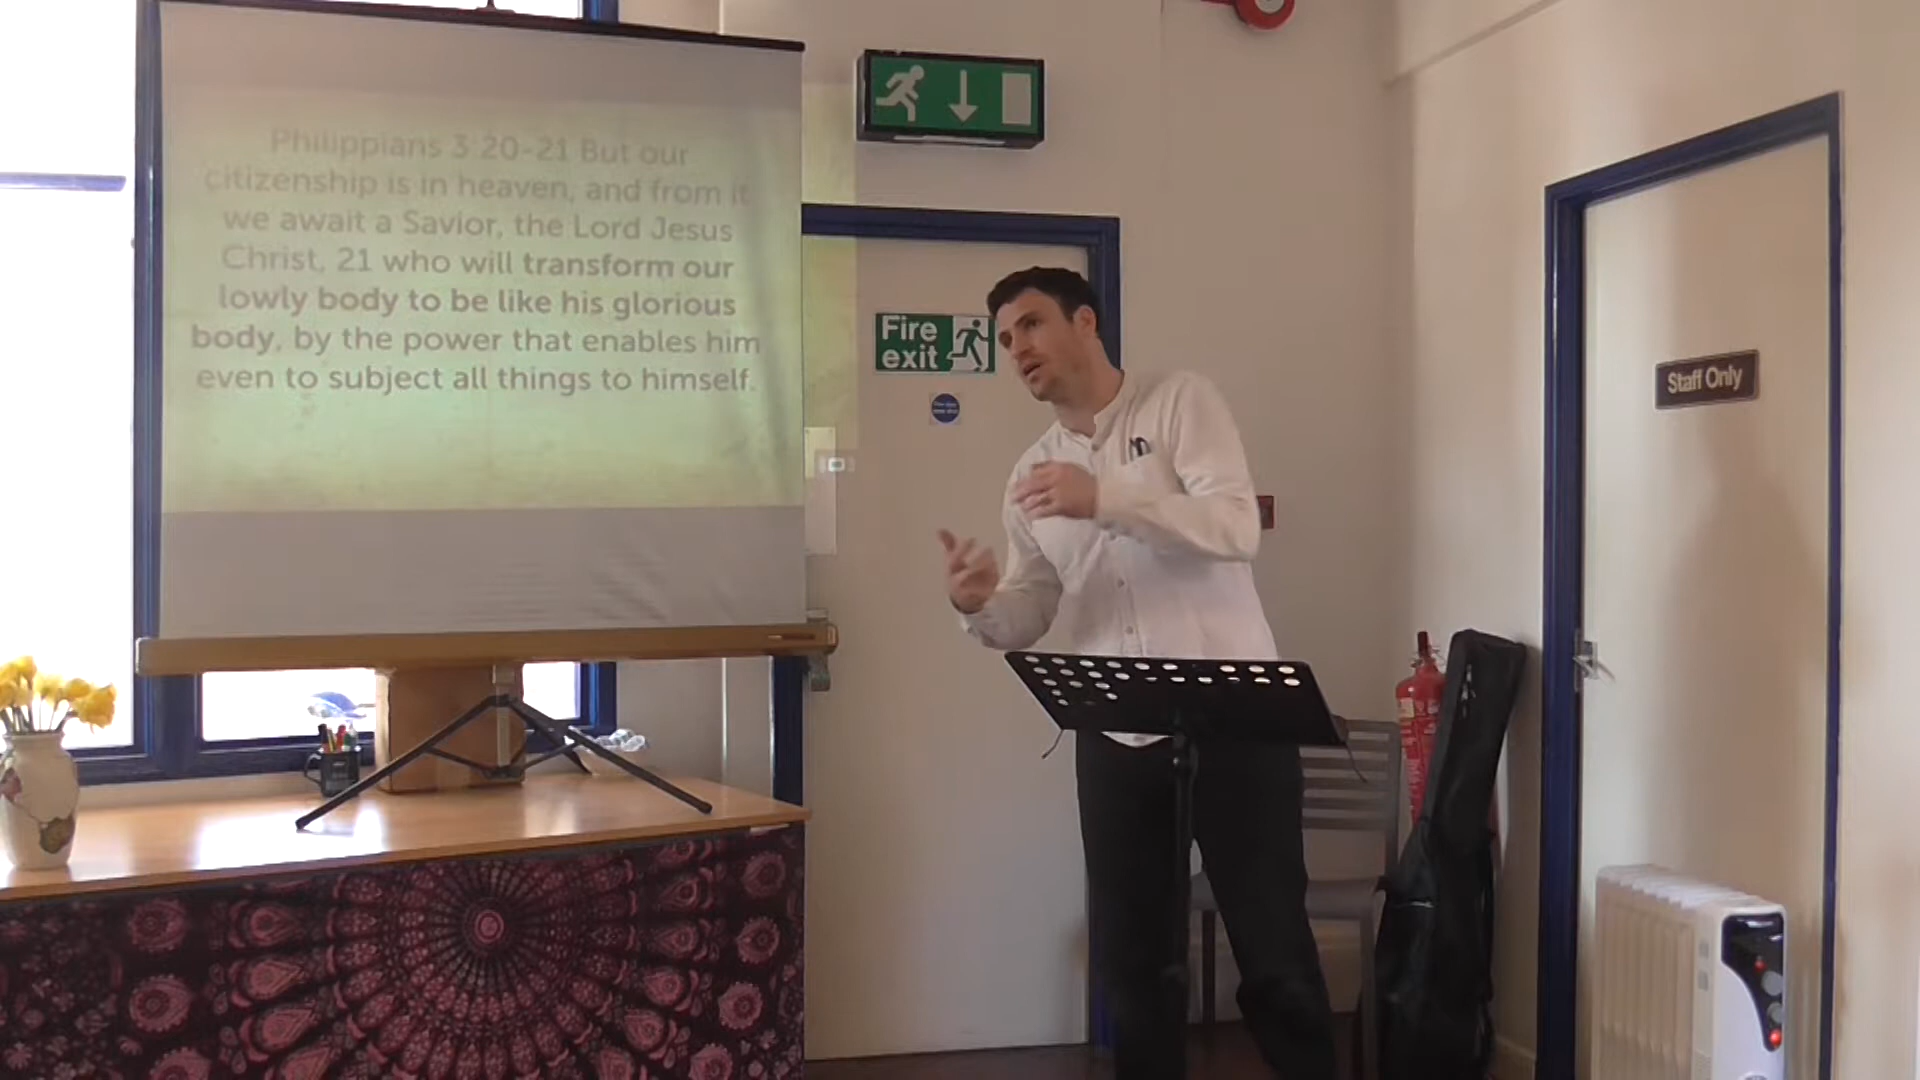 Philippians 3:20-21 But our
citizenship is in heaven, and from it
we await a Savior, the Lord Jesus
Christ, 21 who will transform our
lowly body to be like his glorious
body, by the power that enables him
even to subject all things to himself.
Fire
exit
Staff Only